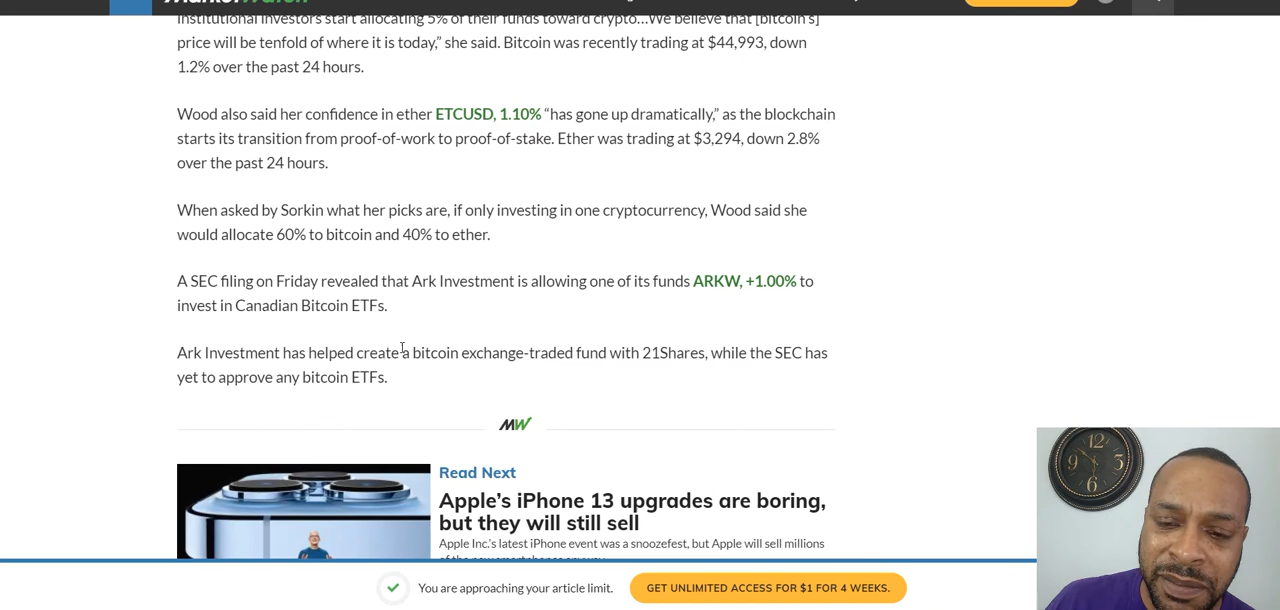 institutional investors start allocating 5% of their funds toward crypto…We believe that [bitcoin's]
price will be tenfold of where it is today,” she said. Bitcoin was recently trading at $44,993, down
1.2% over the past 24 hours.
Wood also said her confidence in ether ETCUSD, 1.10% “has gone up dramatically,” as the blockchain
starts its transition from proof-of-work to proof-of-stake. Ether was trading at $3,294, down 2.8%
over the past 24 hours.
When asked by Sorkin what her picks are, if only investing in one cryptocurrency, Wood said she
would allocate 60% to bitcoin and 40% to ether.
A SEC filing on Friday revealed that Ark Investment is allowing one of its funds ARKW, +1.00% to
invest in Canadian Bitcoin ETFs.
Ark Investment has helped create a bitcoin exchange-traded fund with 21Shares, while the SEC has
yet to approve any bitcoin ETFs.
MW
Read Next
Apple’s iPhone 13 upgrades are boring,
but they will still sell
Apple Inc.’s latest iPhone event was a snoozefest, but Apple will sell millions
You are approaching your article limit.
GET UNLIMITED ACCESS FOR $1 FOR 4 WEEKS.
12
9 3
6